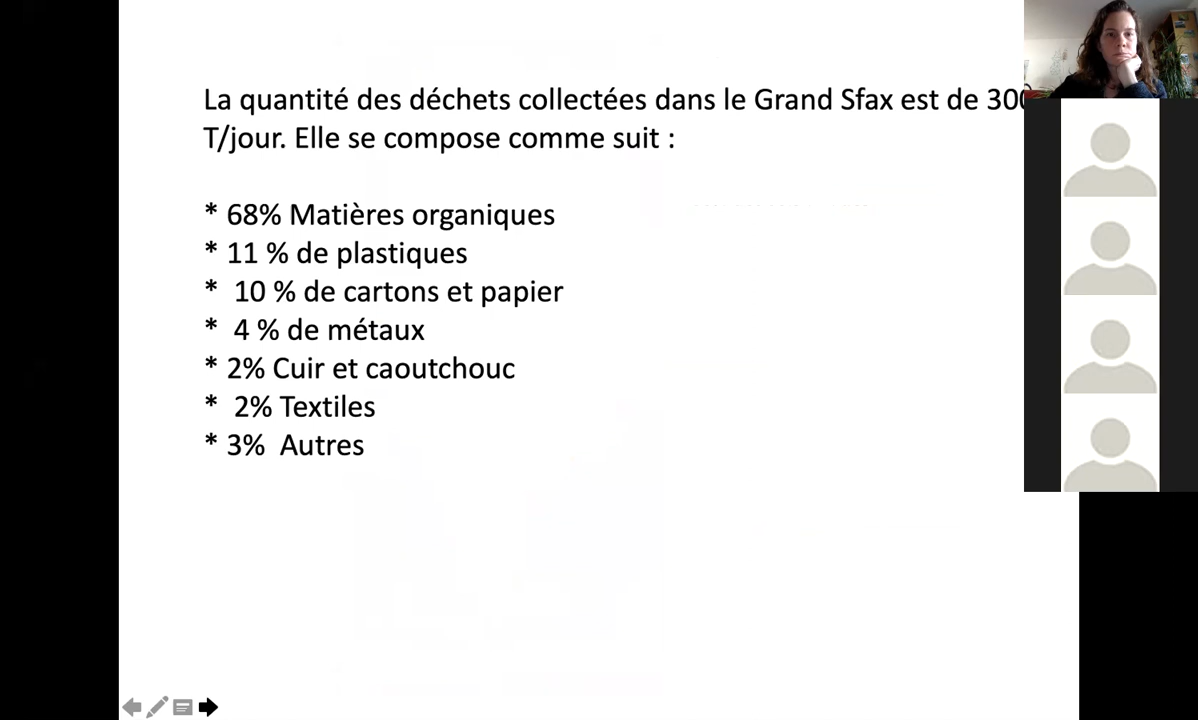 La quantité des déchets collectées dans le Grand Sfax est de
T/jour. Elle se compose comme suit :
* 68% Matières organiques
* 11 % de plastiques
* 10 % de cartons et papier
* 4 % de métaux
* 2% Cuir et caoutchouc
* 2% Textiles
* 3% Autres